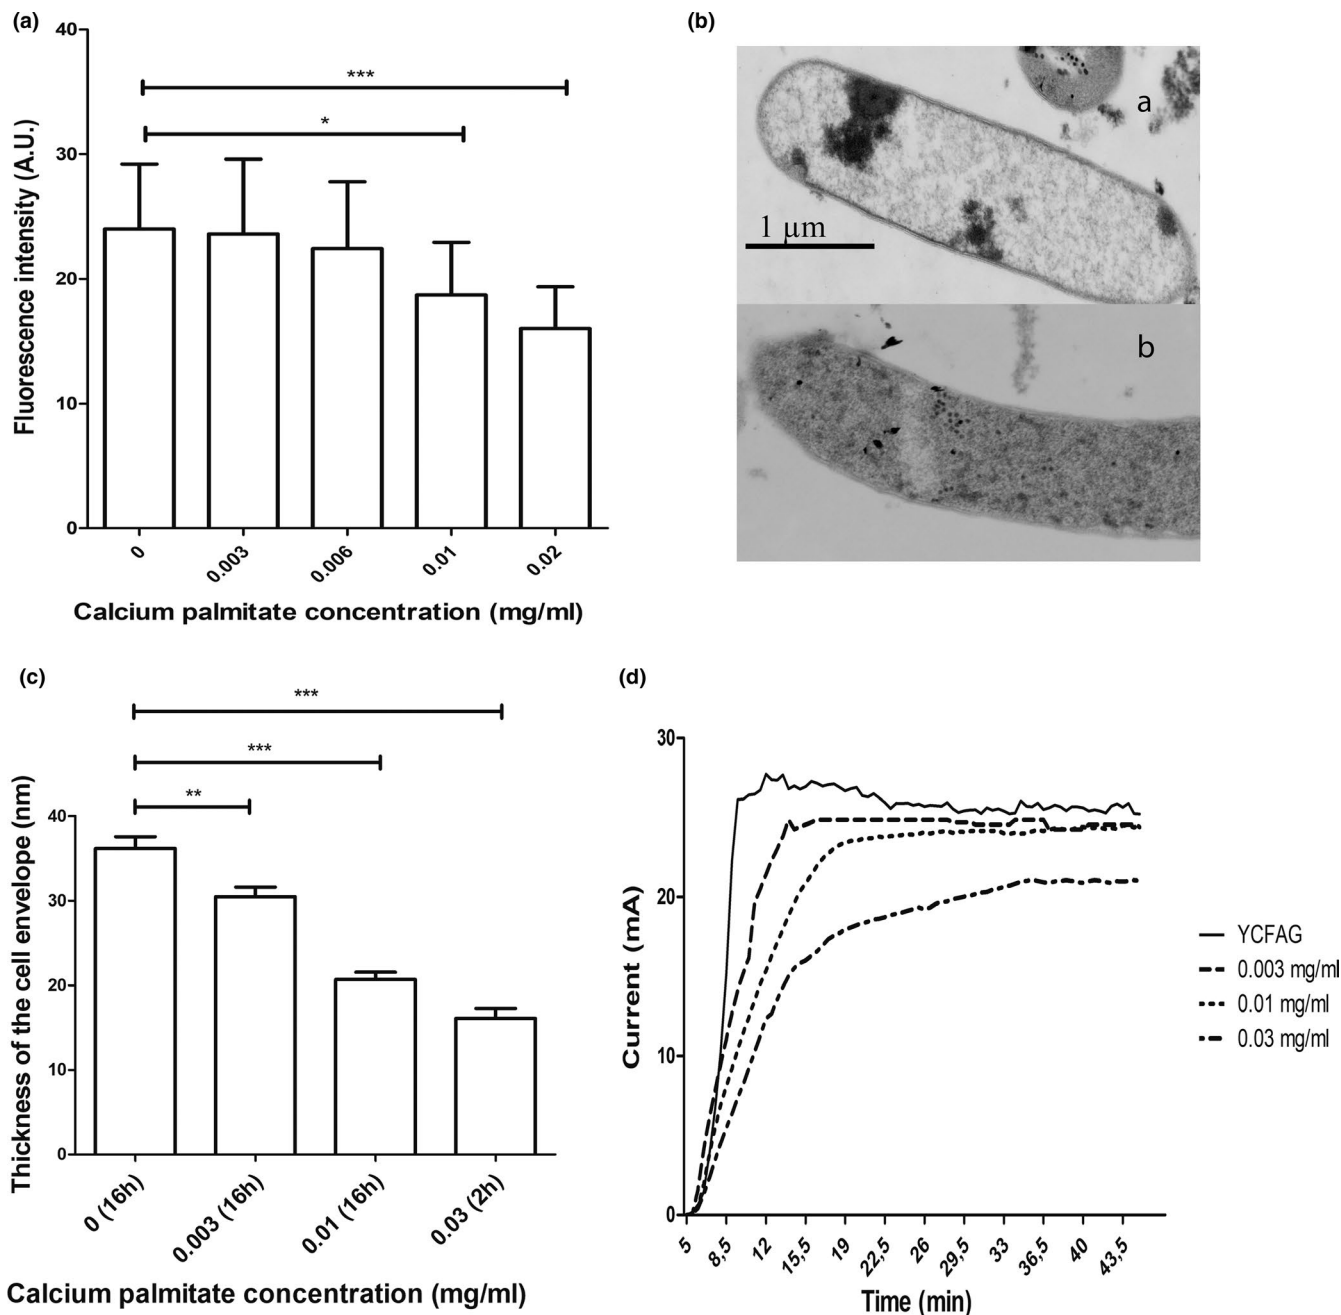 (a)
40
30
20
10
0
Fluorescence intensity (A.U.)
***
*
0
0.003
0.006
0.01
0.02
Calcium palmitate concentration (mg/ml)
(b)
a
1 µm
b
(c)
***
***
**
40
30
20
10
0
Thickness of the cell envelope (nm)
0 (16h)
0.003 (16h)
0.01 (16h)
0.03 (2h)
Calcium palmitate concentration (mg/ml)
(d)
30
20
10
0
Current (mA)
5
8,5
12
15,5
19
22,5
26
29,5
33
36,5
40
43,5
Time (min)
YCFAG
0.003 mg/ml
0.01 mg/ml
0.03 mg/ml